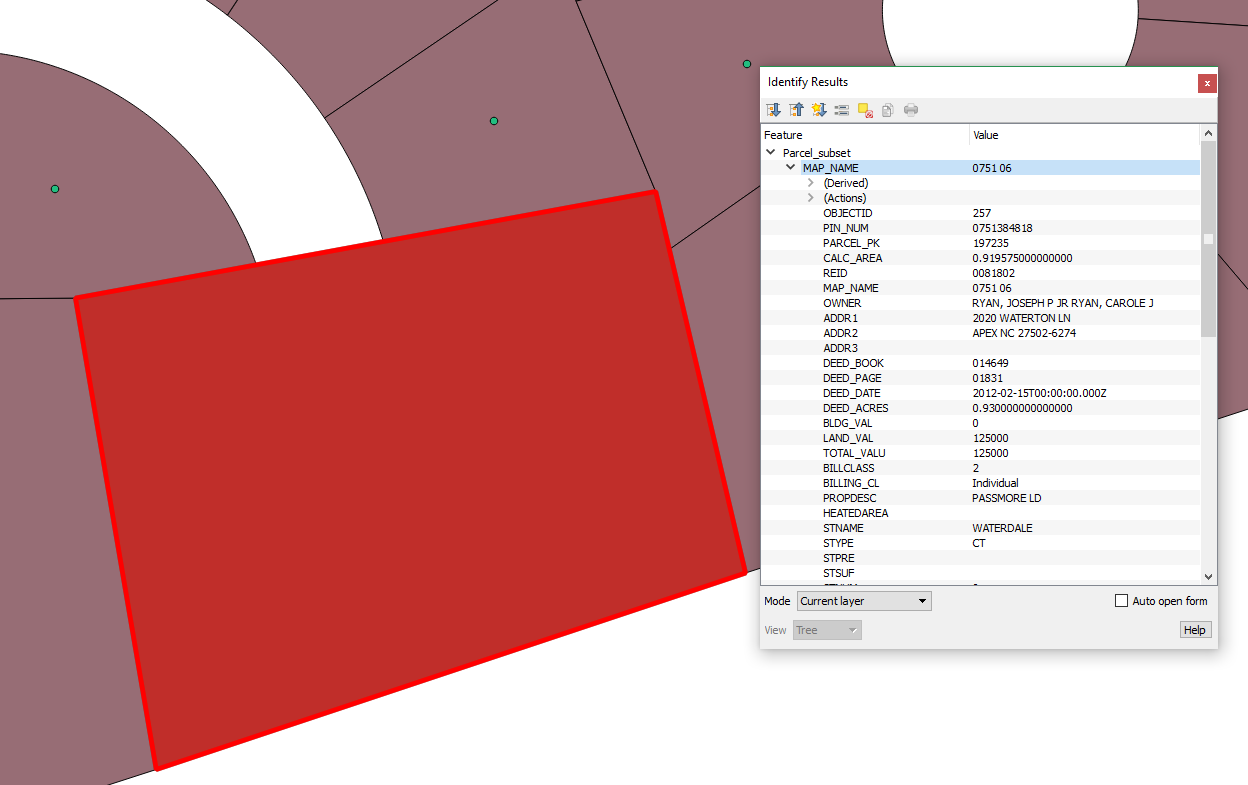 Identify Results
Feature Value
Parcel_subset
MAP_NAME 0751 06
(Derived)
(Actions)
OBJECTID 257
PIN_NUM 0751384818
PARCEL_PK 197235
CALC_AREA 0.919575000000000
REID 0081802
MAP_NAME 0751 06
OWNER RYAN, JOSEPH P JR RYAN, CAROLE J
ADDR1 2020 WATERTON LN
ADDR2 APEX NC 27502-6274
ADDR3
DEED_BOOK 014649
DEED_PAGE 01831
DEED_DATE 2012-02-15T00:00:00.000Z
DEED_ACRES 0.930000000000000
BLDG_VAL 0
LAND_VAL 125000
TOTAL_VALU 125000
BILLCLASS 2
BILLING_CL Individual
PROPDESC PASSMORE LD
HEATEDAREA
STNAME WATERDALE
STYPE CT
STPRE
STSUF
Mode Current layer Auto open form
View Tree Help